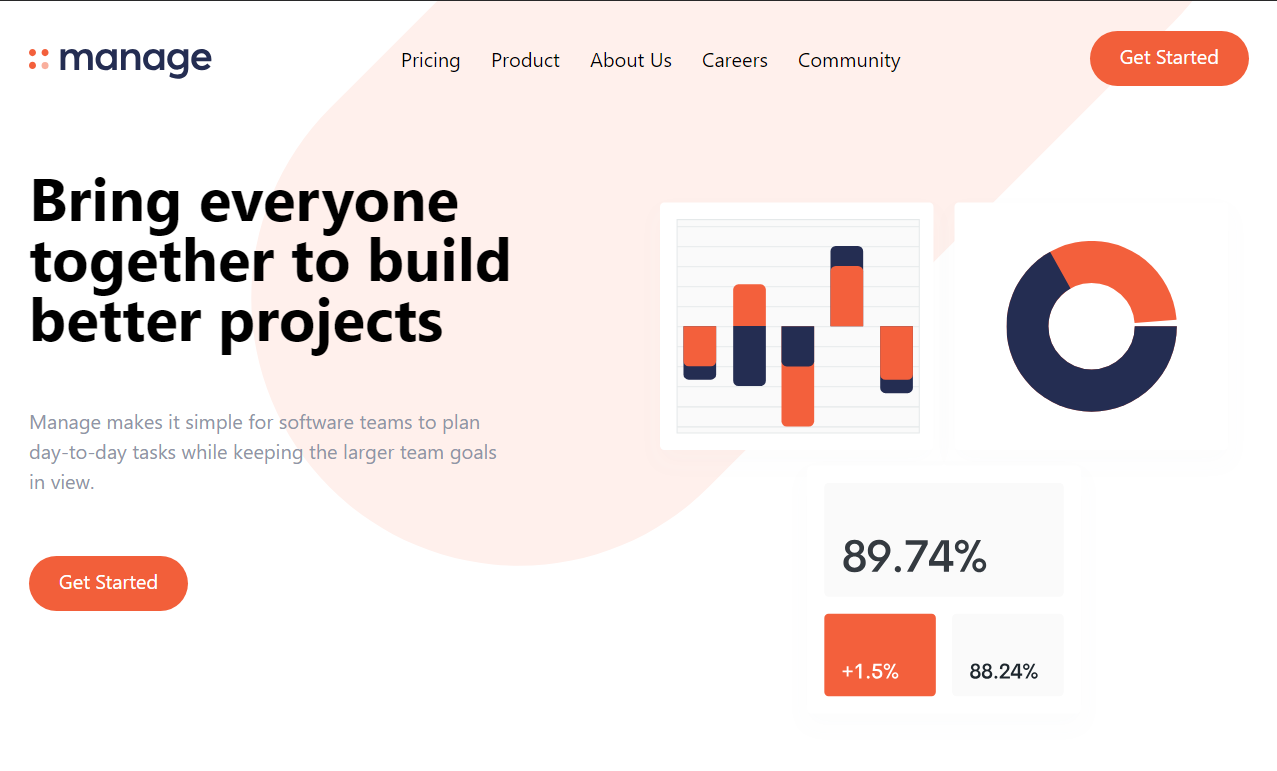 manage
Pricing Product About Us Careers Community
Get Started
Bring everyone
together to build
better projects
Manage makes it simple for software teams to plan
day-to-day tasks while keeping the larger team goals
in view.
Get Started
89.74%
+1.5%
88.24%